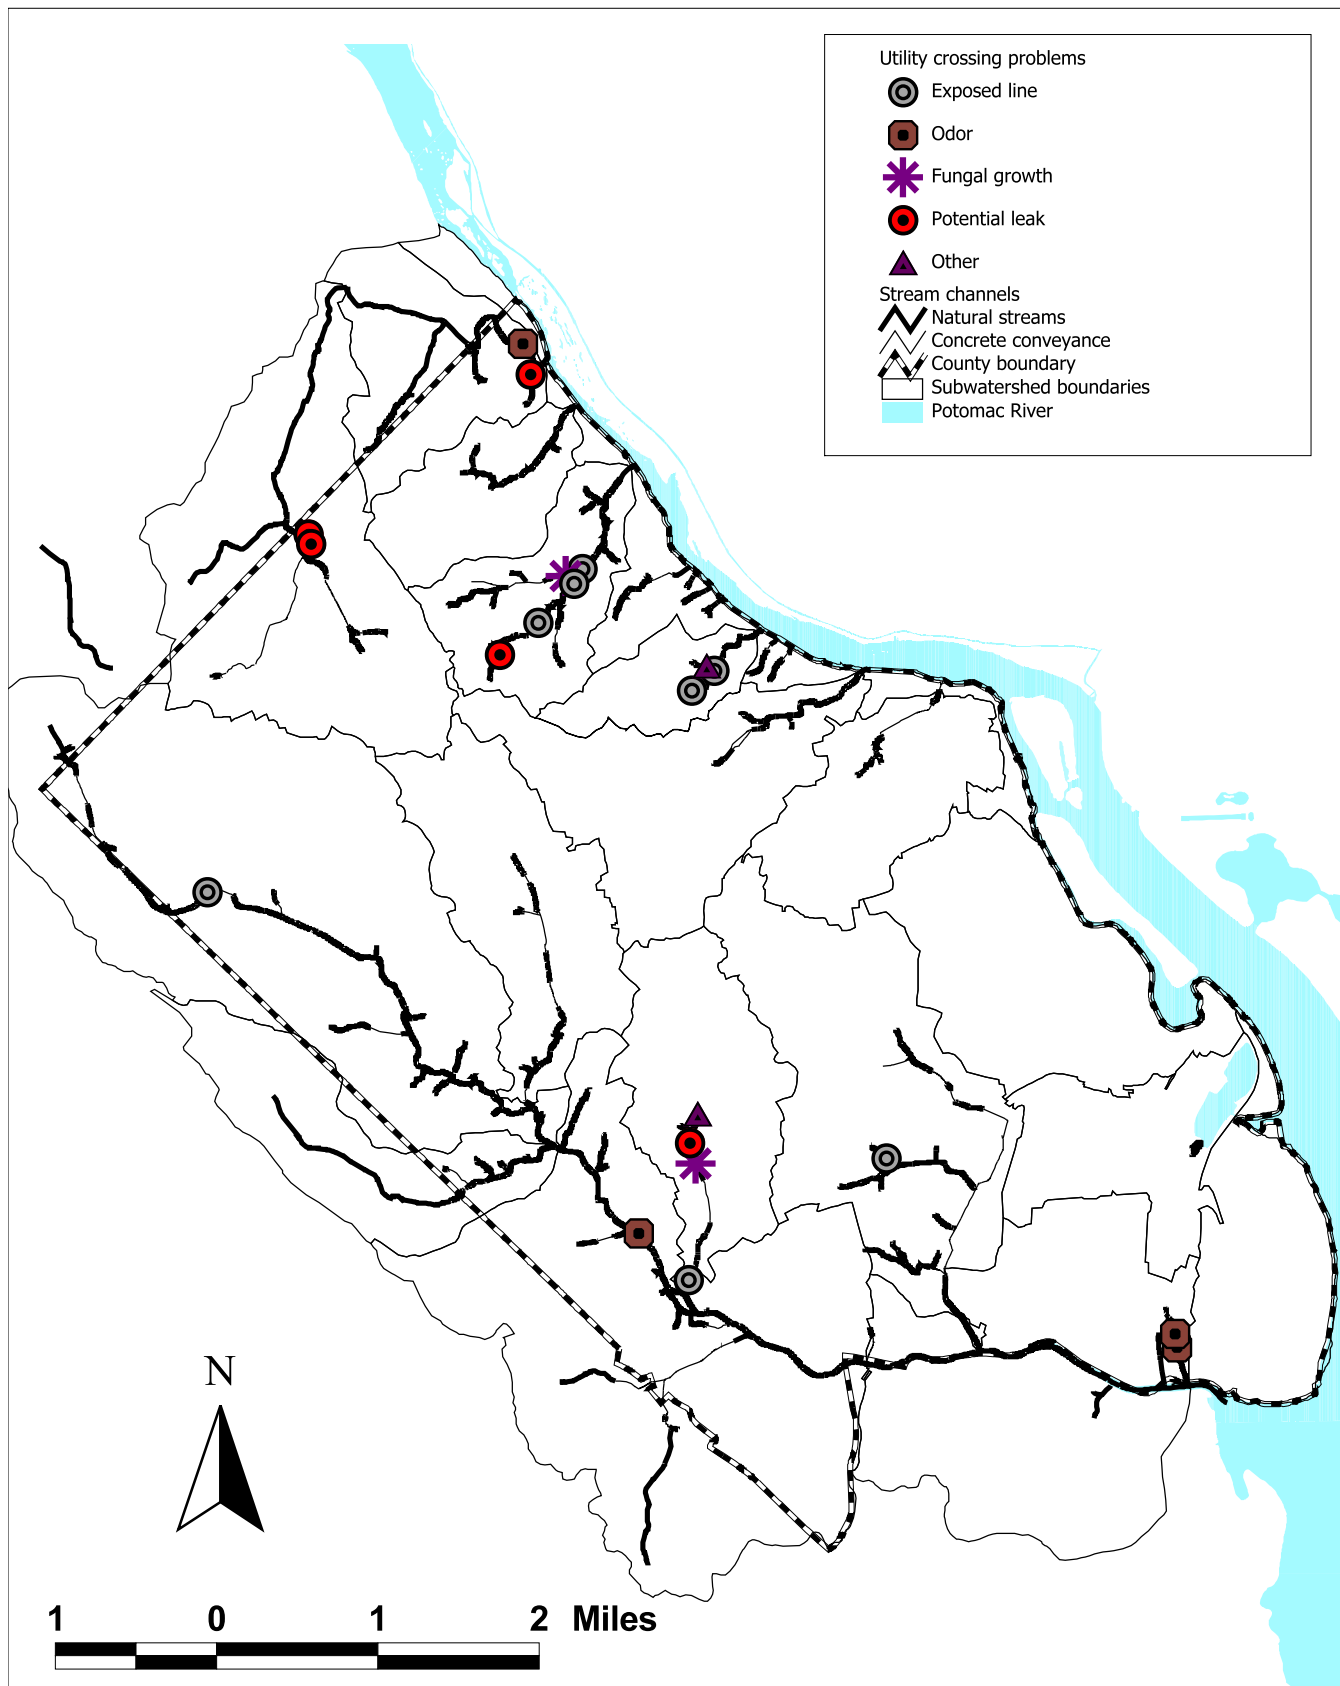 Utility crossing problems
Exposed line
Odor
Fungal growth
Potential leak
Other
Stream channels
Natural streams
Concrete conveyance
County boundary
Subwatershed boundaries
Potomac River
N
1 0 1 2 Miles